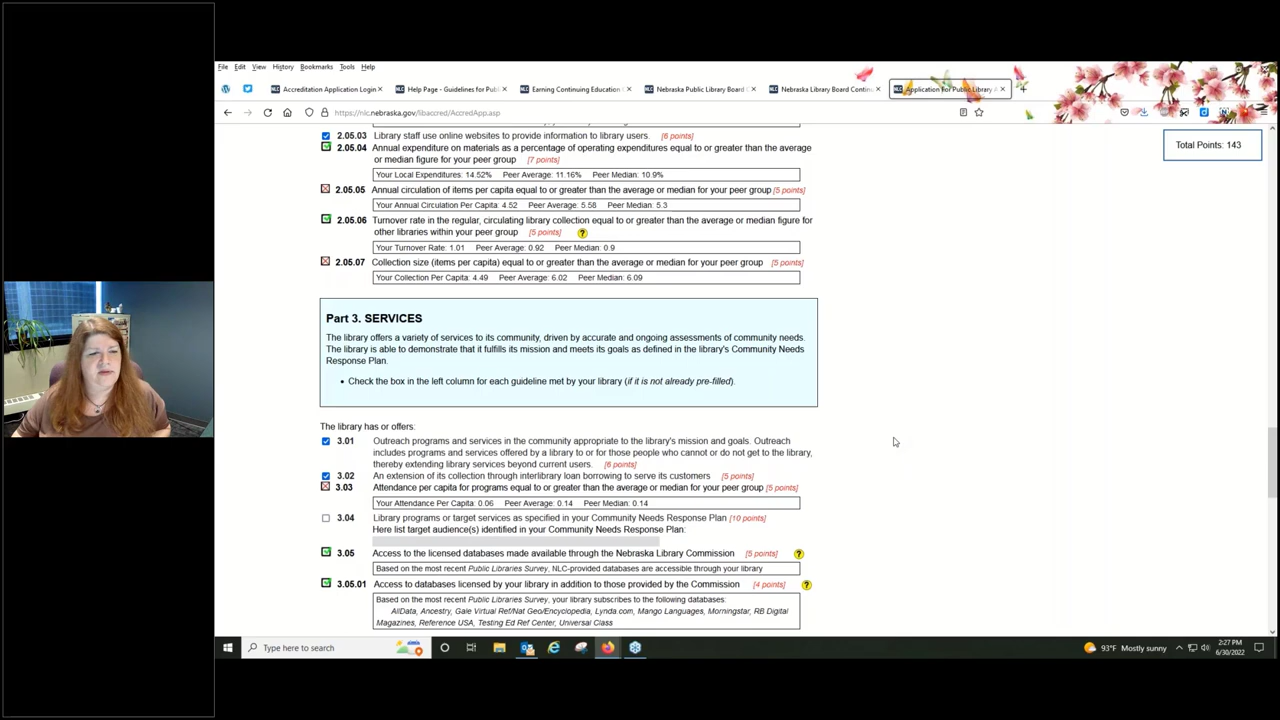 File Edit View History Bookmarks Tools Help
Accreditation Application Login Help Page - Guidelines for Pub Earning Continuing Education Nebraska Public Library Board Nebraska Library Board Contin Application For Public Library A
https://nlc.nebraska.gov/libaccred/AccredApp.asp
2.05.03 Library staff use online websites to provide information to library users. [6 points]
2.05.04 Annual expenditure on materials as a percentage of operating expenditures equal to or greater than the average
or median figure for your peer group [7 points]
Your Local Expenditures: 14.52% Peer Average: 11.16% Peer Median: 10.9%
2.05.05 Annual circulation of items per capita equal to or greater than the average or median for your peer group [5 points]
Your Annual Circulation Per Capita: 4.52 Peer Average: 5.58 Peer Median: 5.3
2.05.06 Turnover rate in the regular, circulating library collection equal to or greater than the average or median figure for
other libraries within your peer group [5 points] ?
Your Turnover Rate: 1.01 Peer Average: 0.92 Peer Median: 0.9
2.05.07 Collection size (items per capita) equal to or greater than the average or median for your peer group [5 points]
Your Collection Per Capita: 4.49 Peer Average: 6.02 Peer Median: 6.09
Total Points: 143
Part 3. SERVICES
The library offers a variety of services to its community, driven by accurate and ongoing assessments of community needs.
The library is able to demonstrate that it fulfills its mission and meets its goals as defined in the library's Community Needs
Response Plan.
• Check the box in the left column for each guideline met by your library (if it is not already pre-filled).
The library has or offers:
3.01 Outreach programs and services in the community appropriate to the library's mission and goals. Outreach
includes programs and services offered by a library to or for those people who cannot or do not get to the library,
thereby extending library services beyond current users. [6 points]
3.02 An extension of its collection through interlibrary loan borrowing to serve its customers [5 points]
3.03 Attendance per capita for programs equal to or greater than the average or median for your peer group [5 points]
Your Attendance Per Capita: 0.06 Peer Average: 0.14 Peer Median: 0.14
3.04 Library programs or target services as specified in your Community Needs Response Plan [10 points]
Here list target audience(s) identified in your Community Needs Response Plan:
3.05 Access to the licensed databases made available through the Nebraska Library Commission [5 points] ?
Based on the most recent Public Libraries Survey, NLC-provided databases are accessible through your library
3.05.01 Access to databases licensed by your library in addition to those provided by the Commission [4 points] ?
Based on the most recent Public Libraries Survey, your library subscribes to the following databases:
AllData, Ancestry, Gale Virtual Ref/Nat Geo/Encyclopedia, Lynda.com, Mango Languages, Morningstar, RB Digital
Magazines, Reference USA, Testing Ed Ref Center, Universal Class
Type here to search
93°F Mostly sunny
2:27 PM
6/30/2022